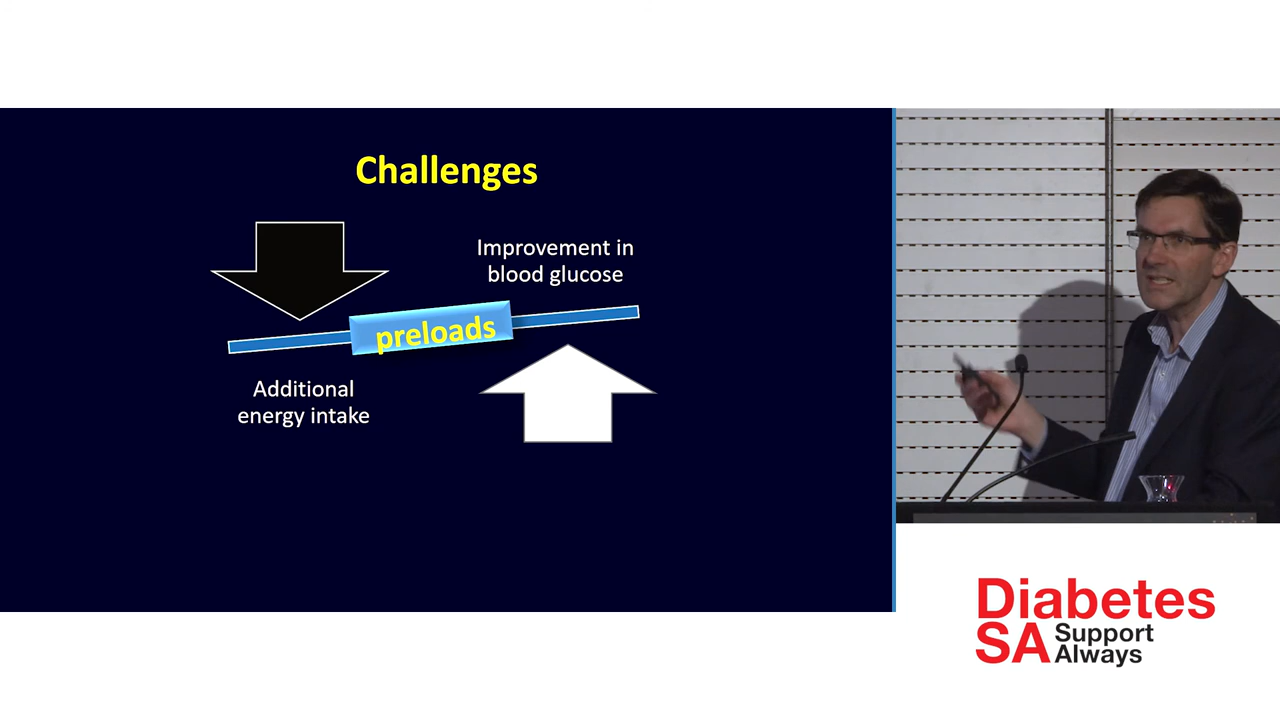 Challenges
Improvement in
blood glucose
preloads
Additional
energy intake
Diabetes
SA Support
Always